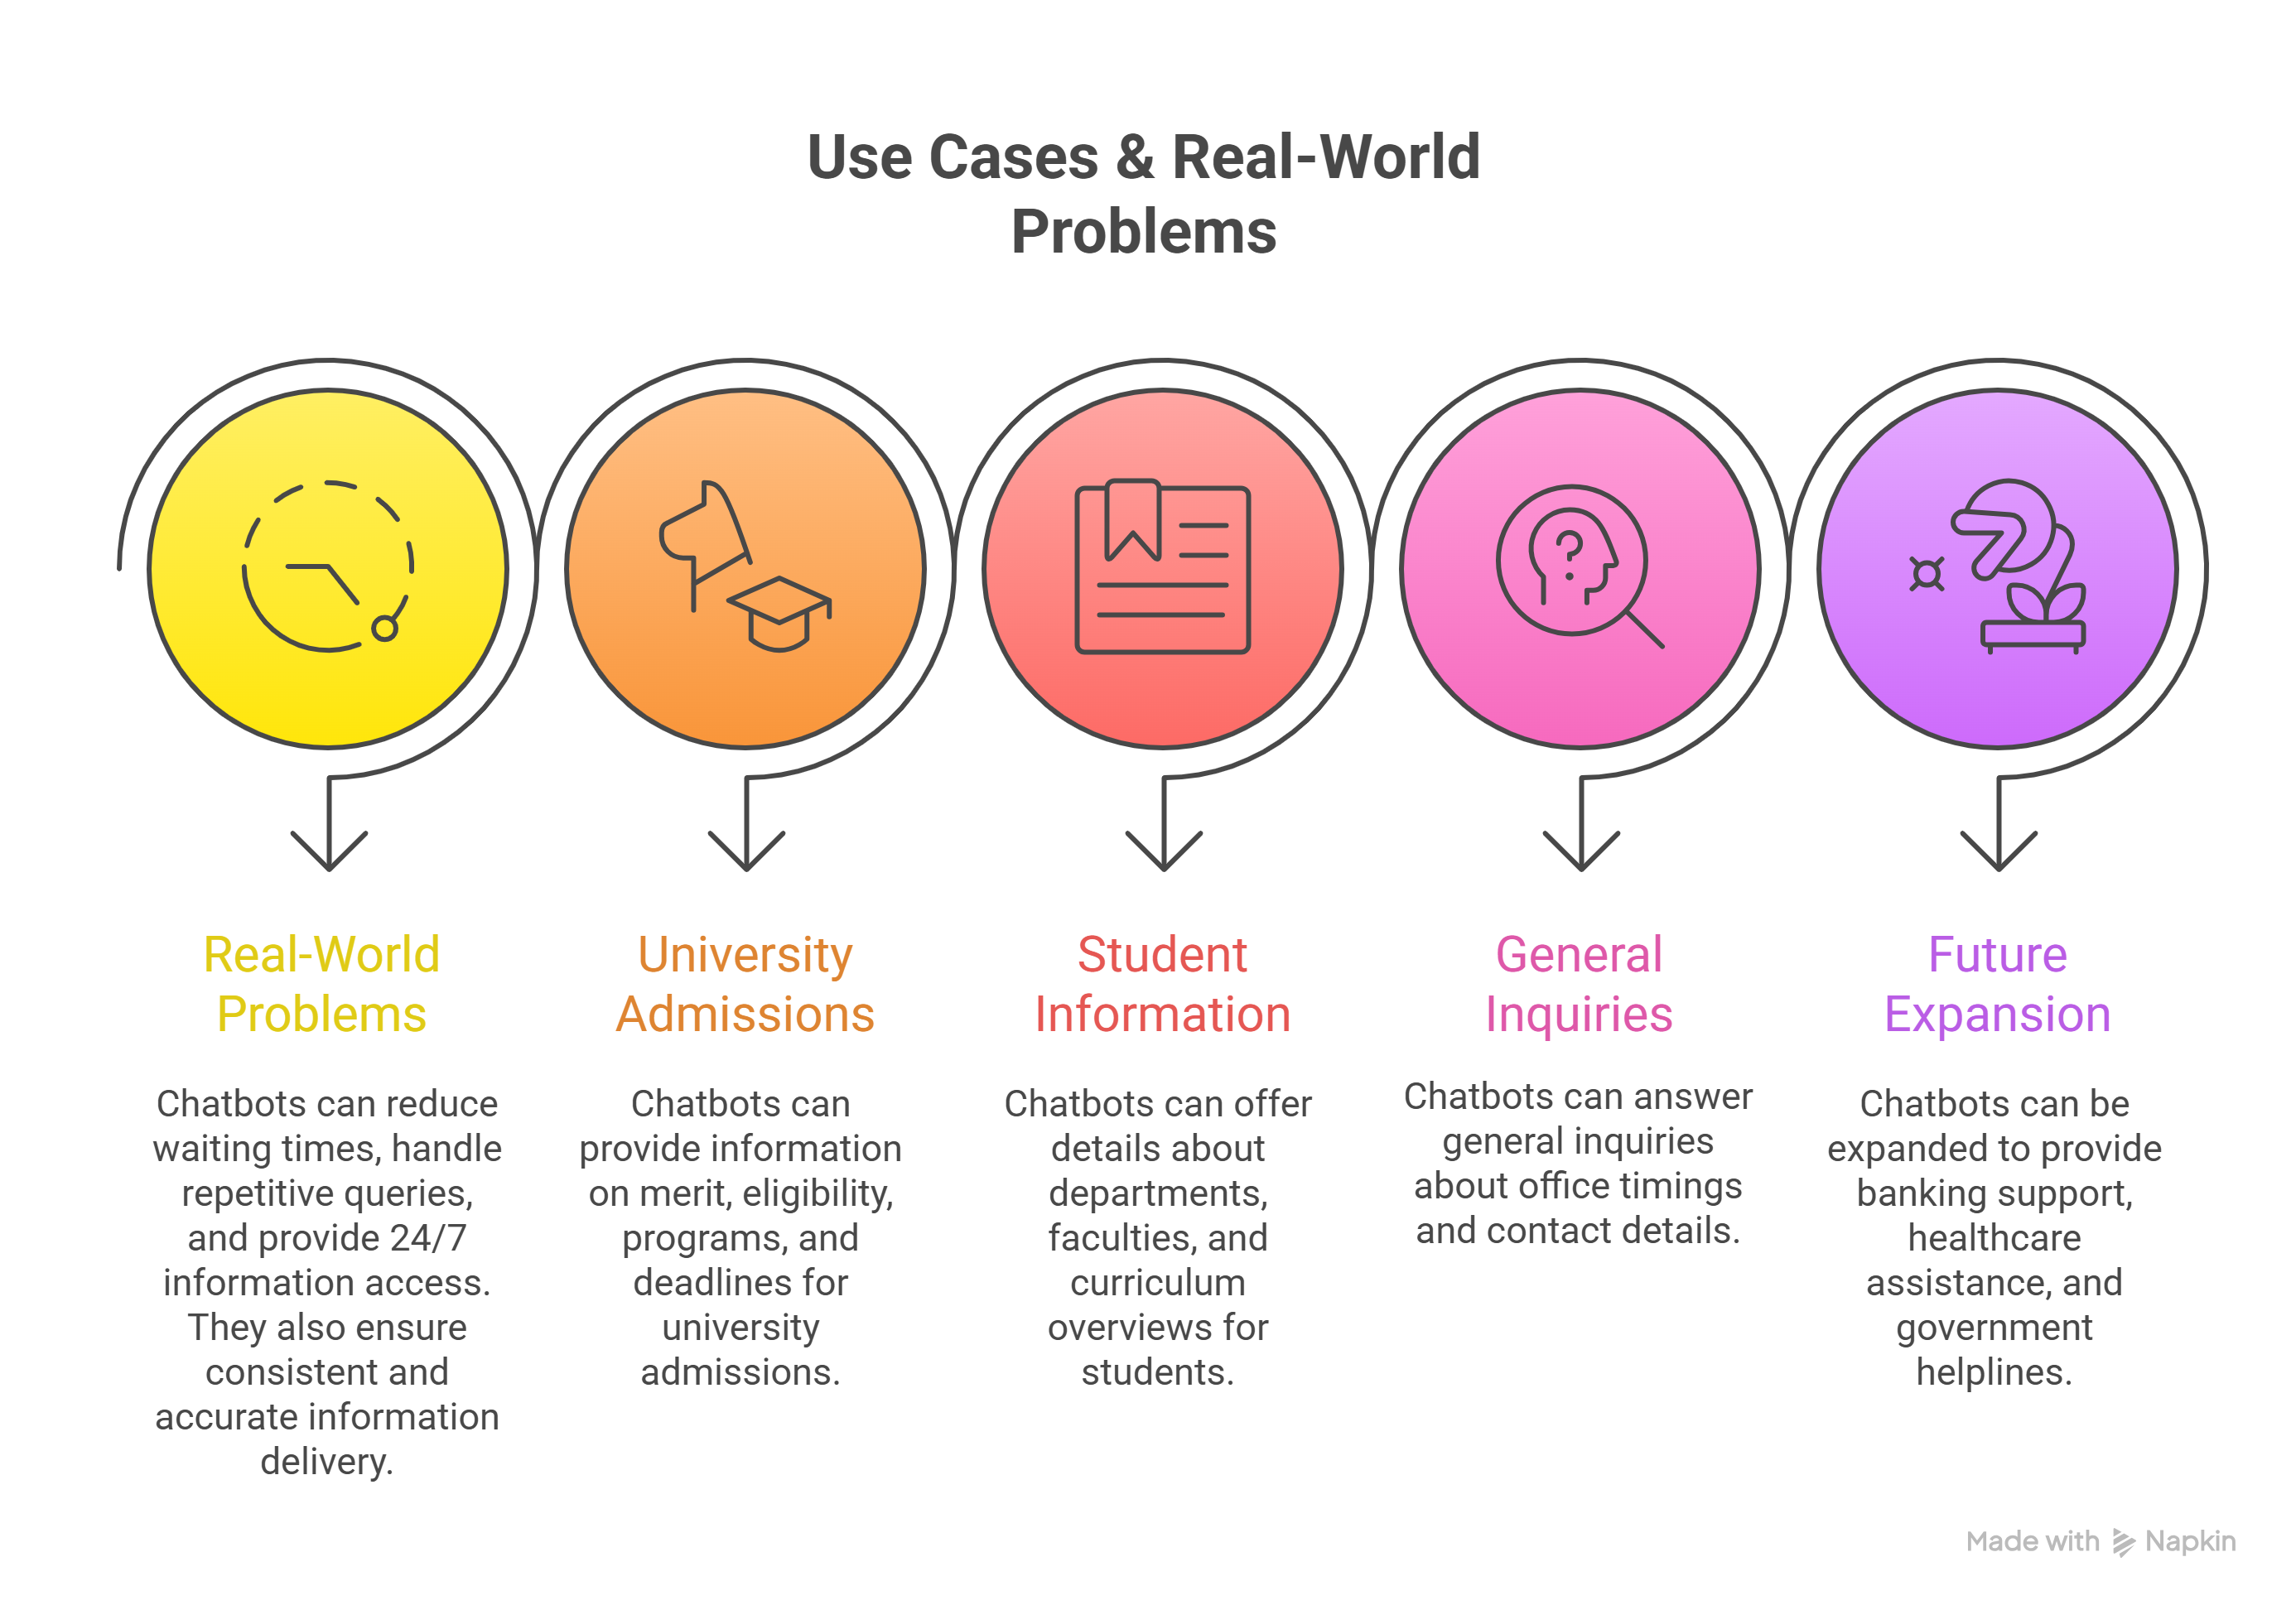 Use Cases & Real-World
Problems
Real-World
Problems
Chatbots can reduce
waiting times, handle
repetitive queries,
and provide 24/7
information access.
They also ensure
consistent and
accurate information
delivery.
University
Admissions
Chatbots can
provide information
on merit, eligibility,
programs, and
deadlines for
university
admissions.
Student
Information
Chatbots can offer
details about
departments,
faculties, and
curriculum
overviews for
students.
General
Inquiries
Chatbots can answer
general inquiries
about office timings
and contact details.
Future
Expansion
Chatbots can be
expanded to provide
banking support,
healthcare
assistance, and
government
helplines.
Made with Napkin